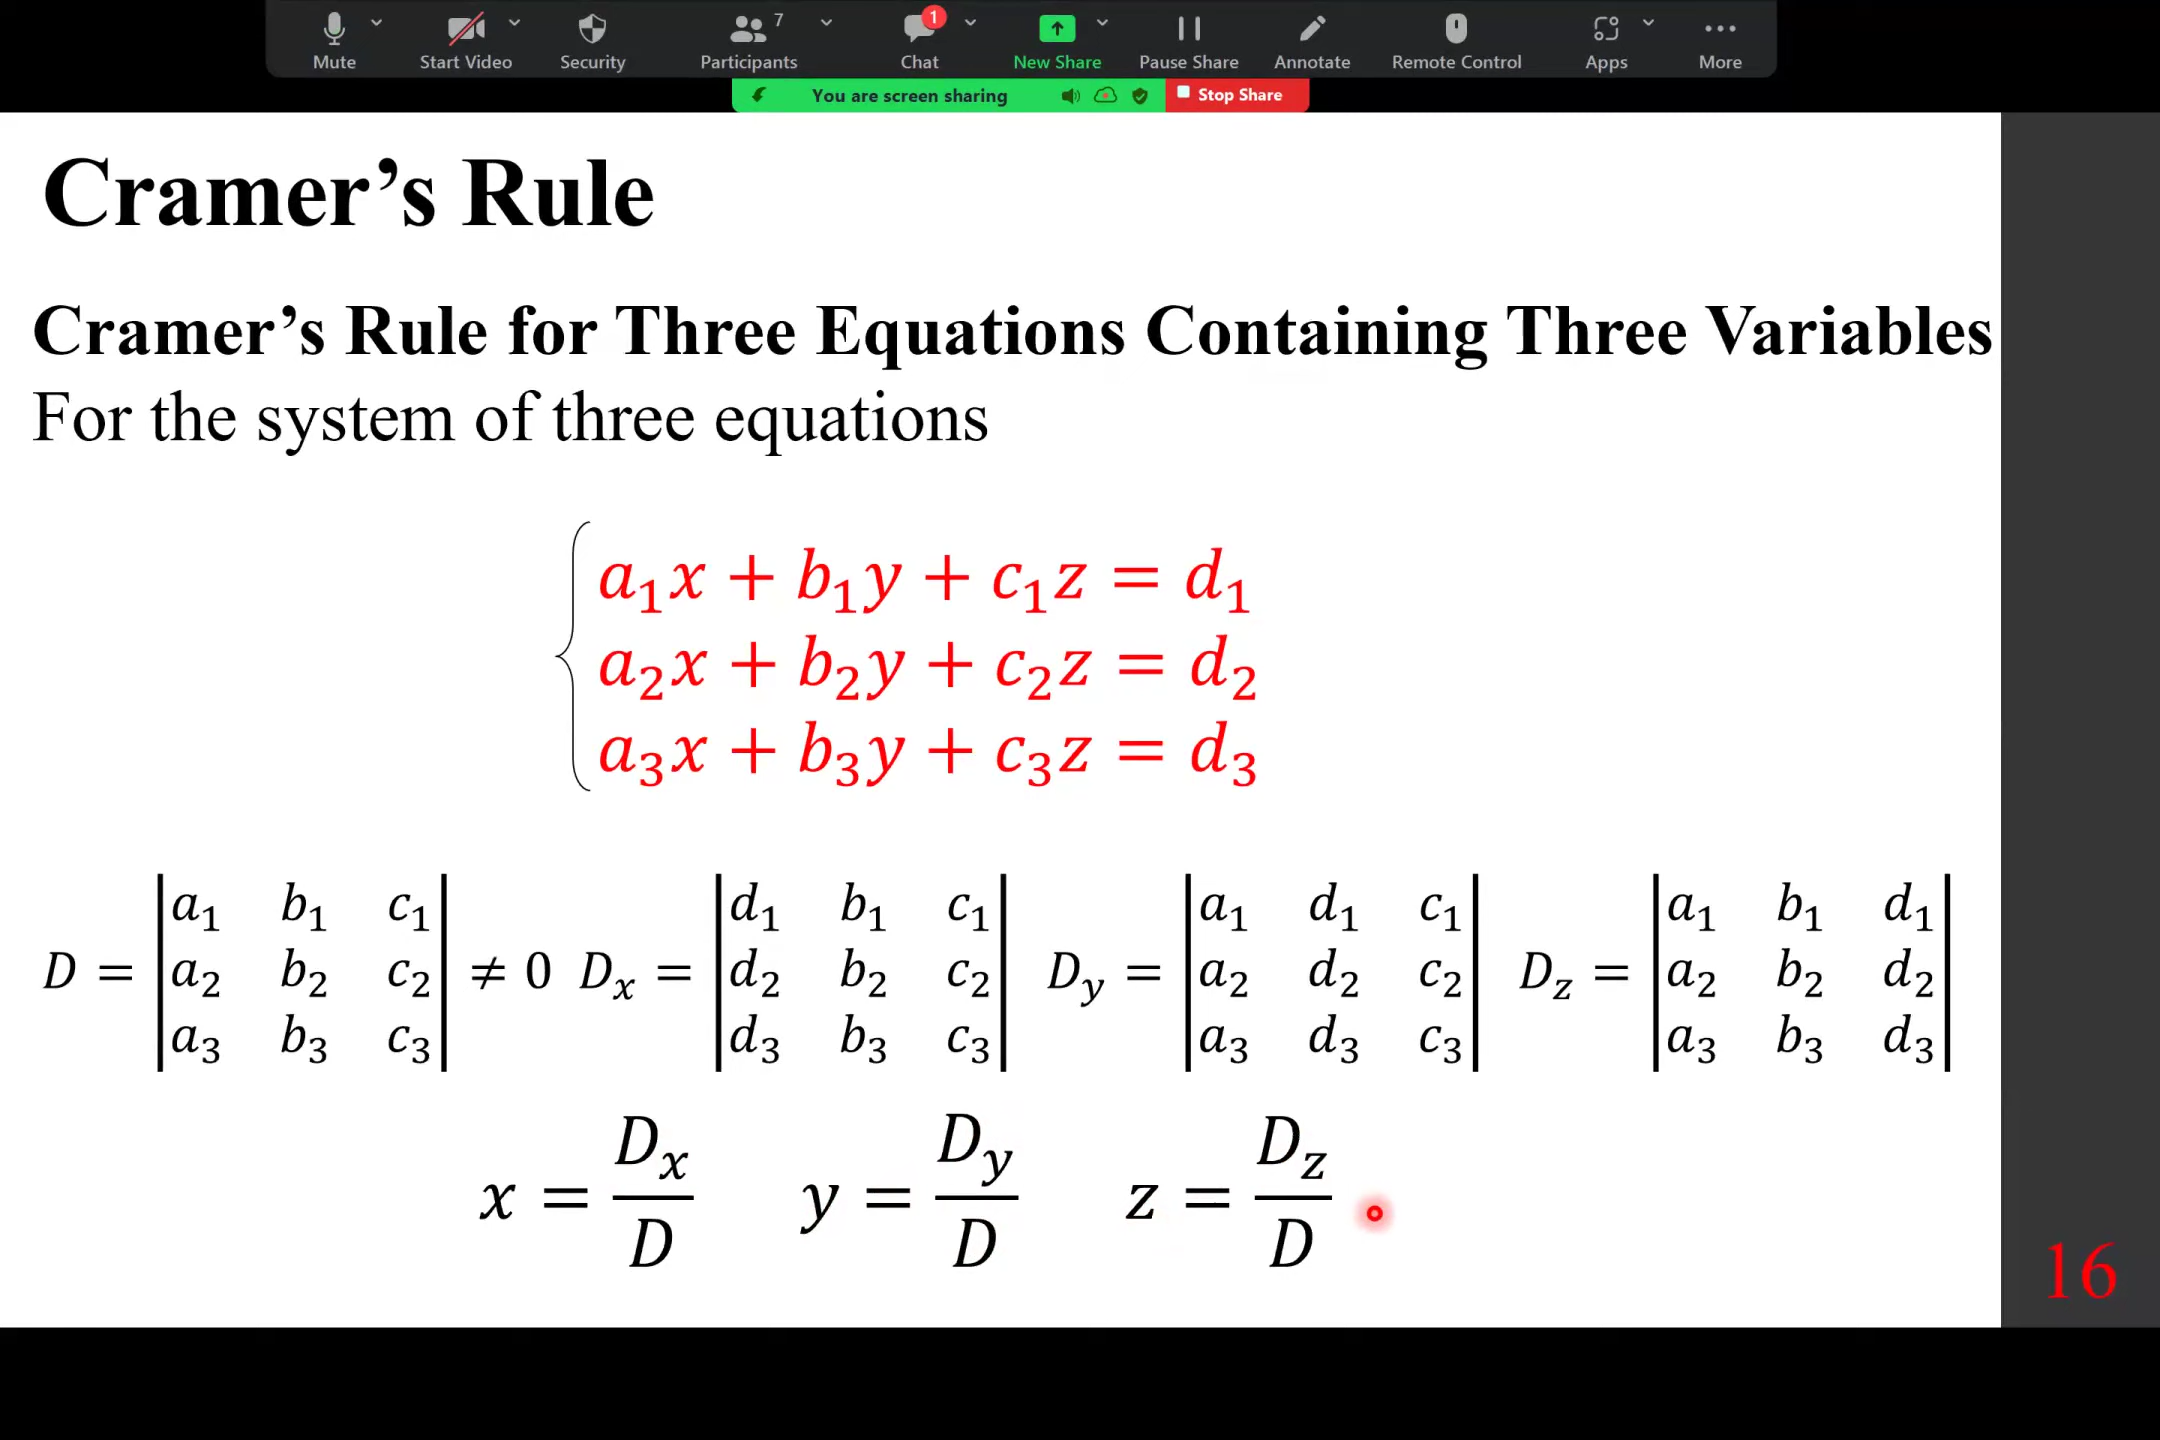 Mute Start Video Security Participants 7 Chat 1 New Share Pause Share Annotate Remote Control Apps More
You are screen sharing Stop Share
Cramer’s Rule
Cramer’s Rule for Three Equations Containing Three Variables
For the system of three equations
a₁x + b₁y + c₁z = d₁
a₂x + b₂y + c₂z = d₂
a₃x + b₃y + c₃z = d₃
D = |a₁ b₁ c₁; a₂ b₂ c₂; a₃ b₃ c₃| ≠ 0 Dₓ = |d₁ b₁ c₁; d₂ b₂ c₂; d₃ b₃ c₃| D_y = |a₁ d₁ c₁; a₂ d₂ c₂; a₃ d₃ c₃| D_z = |a₁ b₁ d₁; a₂ b₂ d₂; a₃ b₃ d₃|
x = Dₓ/D y = D_y/D z = D_z/D
16